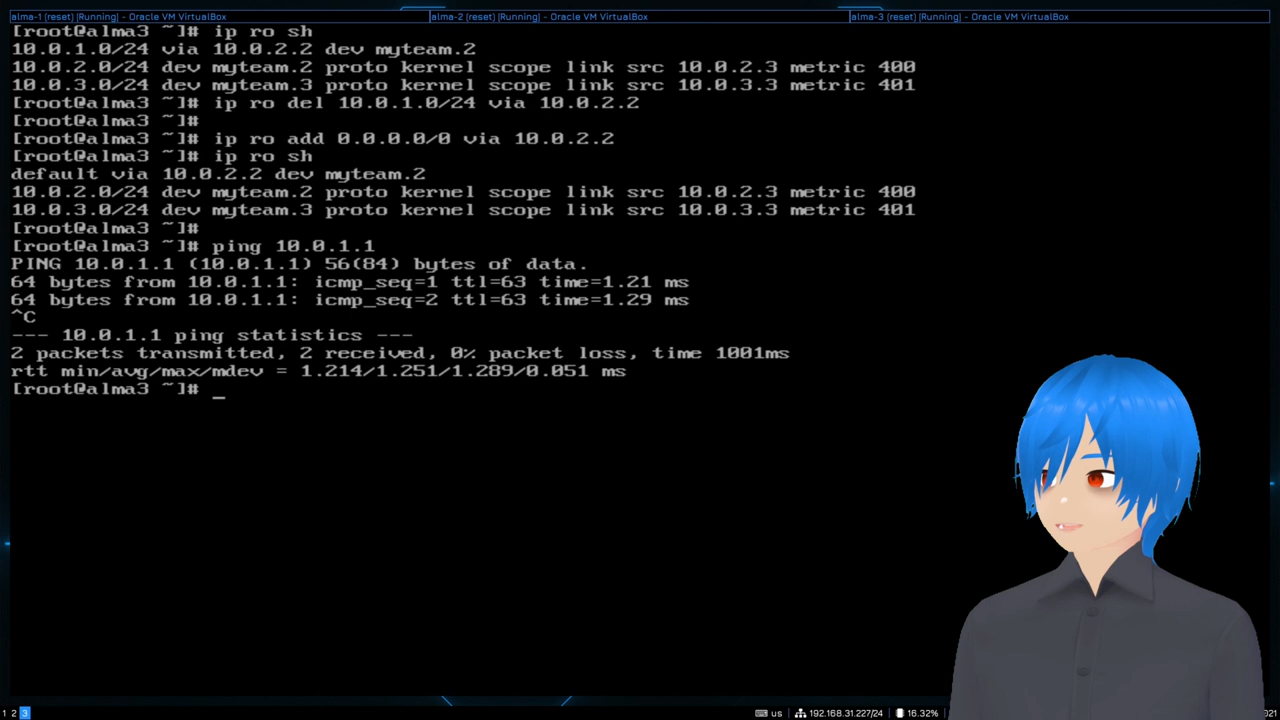 alma-1 (reset) [Running] - Oracle VM VirtualBox
alma-2 (reset) [Running] - Oracle VM VirtualBox
alma-3 (reset) [Running] - Oracle VM VirtualBox
[root@alma3 ~]# ip ro sh
10.0.1.0/24 via 10.0.2.2 dev myteam.2
10.0.2.0/24 dev myteam.2 proto kernel scope link src 10.0.2.3 metric 400
10.0.3.0/24 dev myteam.3 proto kernel scope link src 10.0.3.3 metric 401
[root@alma3 ~]# ip ro del 10.0.1.0/24 via 10.0.2.2
[root@alma3 ~]#
[root@alma3 ~]# ip ro add 0.0.0.0/0 via 10.0.2.2
[root@alma3 ~]# ip ro sh
default via 10.0.2.2 dev myteam.2
10.0.2.0/24 dev myteam.2 proto kernel scope link src 10.0.2.3 metric 400
10.0.3.0/24 dev myteam.3 proto kernel scope link src 10.0.3.3 metric 401
[root@alma3 ~]#
[root@alma3 ~]# ping 10.0.1.1
PING 10.0.1.1 (10.0.1.1) 56(84) bytes of data.
64 bytes from 10.0.1.1: icmp_seq=1 ttl=63 time=1.21 ms
64 bytes from 10.0.1.1: icmp_seq=2 ttl=63 time=1.29 ms
^C
--- 10.0.1.1 ping statistics ---
2 packets transmitted, 2 received, 0% packet loss, time 1001ms
rtt min/avg/max/mdev = 1.214/1.251/1.289/0.051 ms
[root@alma3 ~]# _
1 2 3
us | 192.168.31.227/24 | 16.32% | 021